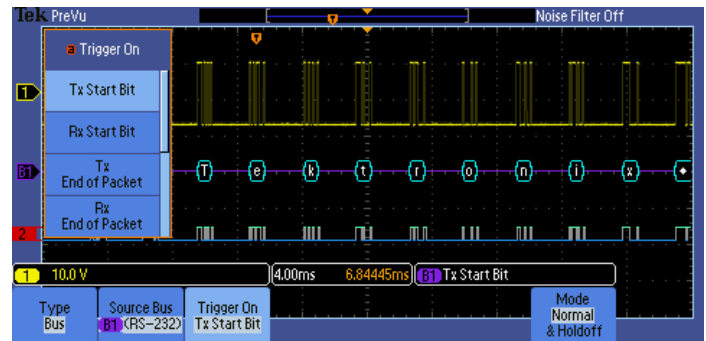 Tek PreVu
Noise Filter Off
T
T
a Trigger On
Tx Start Bit
Rx Start Bit
Tx
End of Packet
Rx
End of Packet
1
B1
T e k t r o n i x
2
1 10.0 V
4.00ms 6.84445ms
B1 Tx Start Bit
Type
Bus
Source Bus
B1 (RS-232)
Trigger On
Tx Start Bit
Mode
Normal
& Holdoff